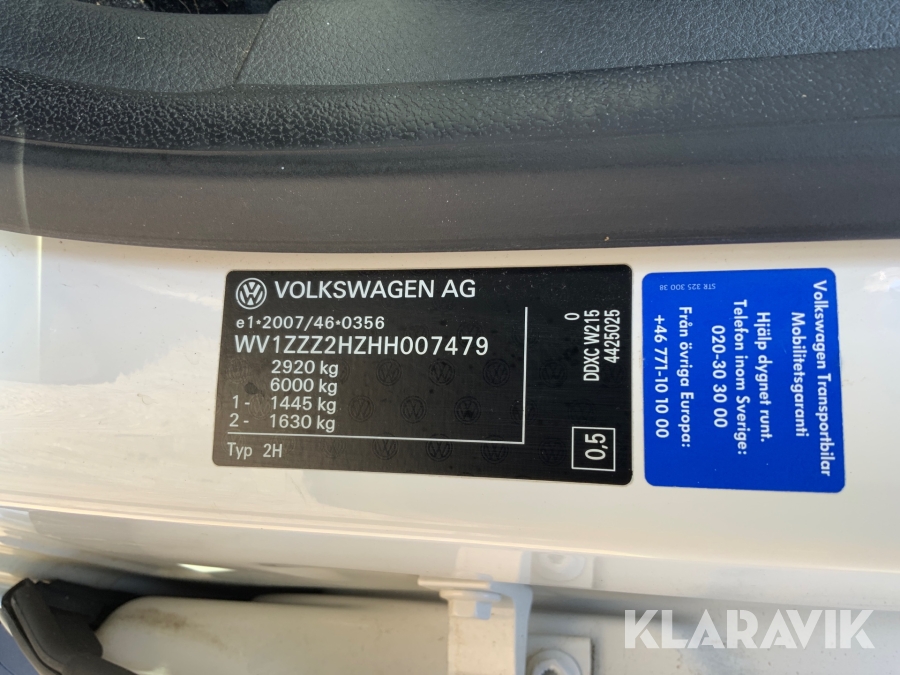 VOLKSWAGEN AG
e1*2007/46*0356
WV1ZZZ2HZHH007479
2920 kg
6000 kg
1- 1445 kg
2- 1630 kg
Typ 2H
0
DDXC W215
4425025
0,5
Volkswagen Transportbilar
Mobilitetsgaranti
Hjälp dygnet runt.
Telefon inom Sverige:
020-30 30 00
Från övriga Europa:
+46 771-10 10 00
STR 325 300 38
KLARAVIK